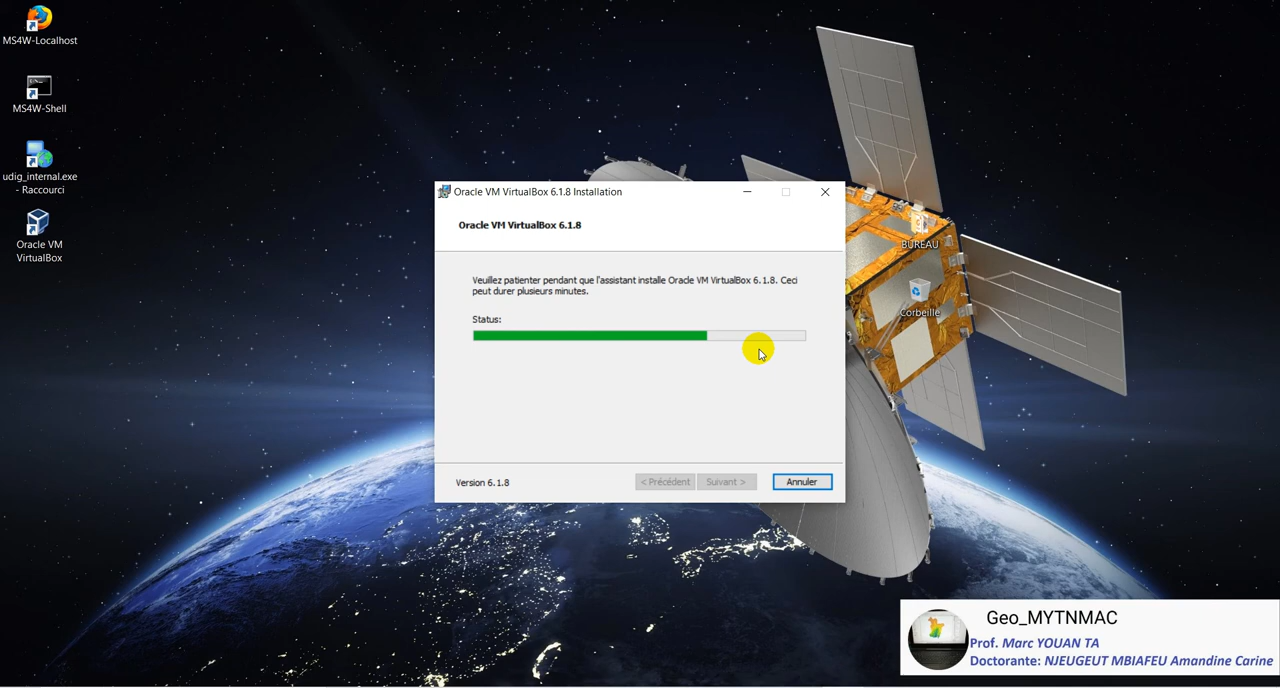 MS4W-Localhost
MS4W-Shell
udig_internal.exe
- Raccourci
Oracle VM
VirtualBox
Oracle VM VirtualBox 6.1.8 Installation
Oracle VM VirtualBox 6.1.8
Veuillez patienter pendant que l'assistant installe Oracle VM VirtualBox 6.1.8. Ceci
peut durer plusieurs minutes.
Status:
Version 6.1.8
< Précédent
Suivant >
Annuler
BUREAU
Corbeille
Geo_MYTNMAC
Prof. Marc YOUAN TA
Doctorante: NJEUGEUT MBIAFEU Amandine Carine